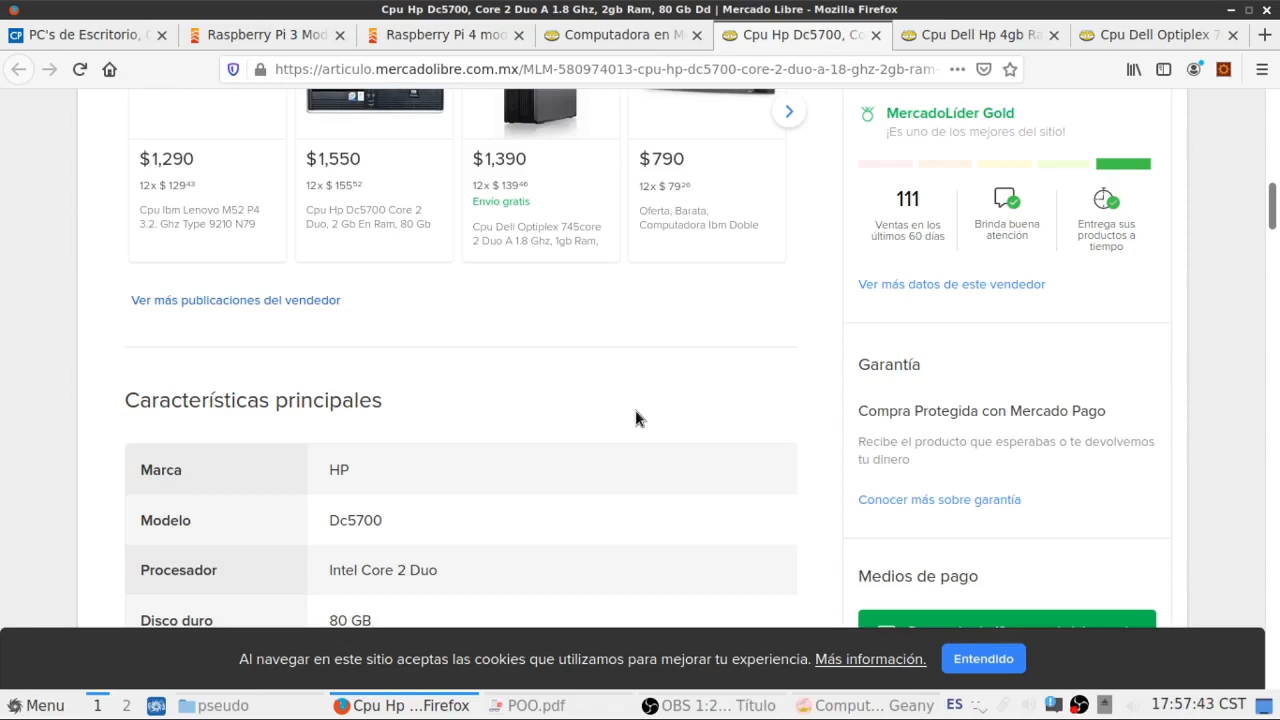 Cpu Hp Dc5700, Core 2 Duo A 1.8 Ghz, 2gb Ram, 80 Gb Dd | Mercado Libre - Mozilla Firefox
PC's de Escritorio, C
Raspberry Pi 3 Mod
Raspberry Pi 4 mod
Computadora en M
Cpu Hp Dc5700, Co
Cpu Dell Hp 4gb Ra
Cpu Dell Optiplex 7
https://articulo.mercadolibre.com.mx/MLM-580974013-cpu-hp-dc5700-core-2-duo-a-18-ghz-2gb-ram-
$1,290
12x $ 129⁴³
Cpu Ibm Lenovo M52 P4
3.2. Ghz Type 9210 N79
$1,550
12x $ 155⁵²
Cpu Hp Dc5700 Core 2
Duo, 2 Gb En Ram, 80 Gb
$1,390
12x $ 139⁴⁶
Envío gratis
Cpu Dell Optiplex 745core
2 Duo A 1.8 Ghz, 1gb Ram,
$790
12x $ 79²⁶
Oferta, Barata,
Computadora Ibm Doble
Ver más publicaciones del vendedor
Características principales
Marca HP
Modelo Dc5700
Procesador Intel Core 2 Duo
Disco duro 80 GB
MercadoLíder Gold
¡Es uno de los mejores del sitio!
111
Ventas en los
últimos 60 días
Brinda buena
atención
Entrega sus
productos a
tiempo
Ver más datos de este vendedor
Garantía
Compra Protegida con Mercado Pago
Recibe el producto que esperabas o te devolvemos
tu dinero
Conocer más sobre garantía
Medios de pago
Al navegar en este sitio aceptas las cookies que utilizamos para mejorar tu experiencia. Más información.
Entendido
Menu 1 2 pseudo Cpu Hp ...Firefox POO.pdf OBS 1:2... Título Comput... Geany ES 17:57:43 CST